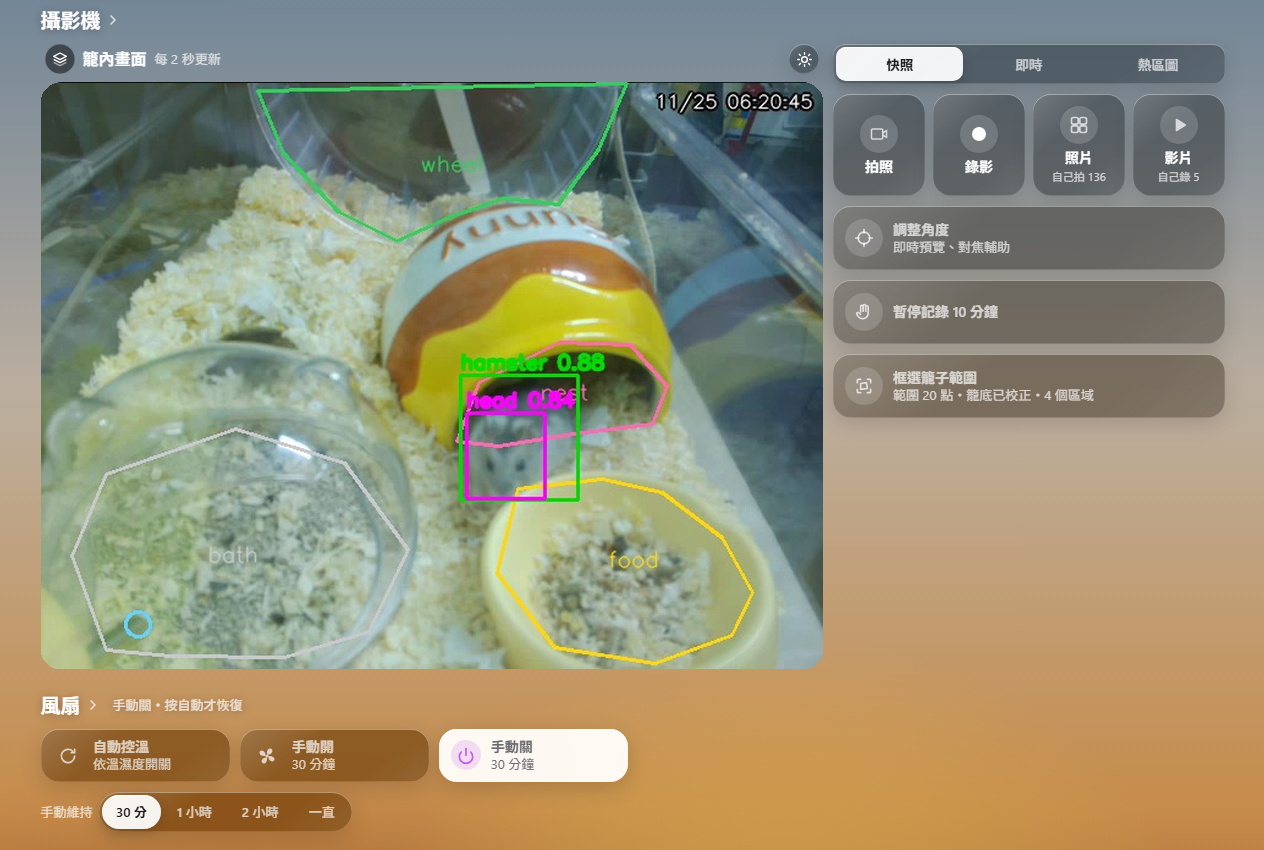 攝影機
籠內畫面 每 2 秒更新
快照 即時 熱區圖
11/25 06:20:45
wheel
hamster 0.88
nest
head 0.84
bath
food
拍照
錄影
照片
自己拍 136
影片
自己錄 5
調整角度
即時預覽、對焦輔助
暫停記錄 10 分鐘
框選籠子範圍
範圍 20 點・籠底已校正・4 個區域
風扇 手動關・按自動才恢復
自動控溫
依溫濕度開關
手動開
30 分鐘
手動關
30 分鐘
手動維持 30 分 1 小時 2 小時 一直